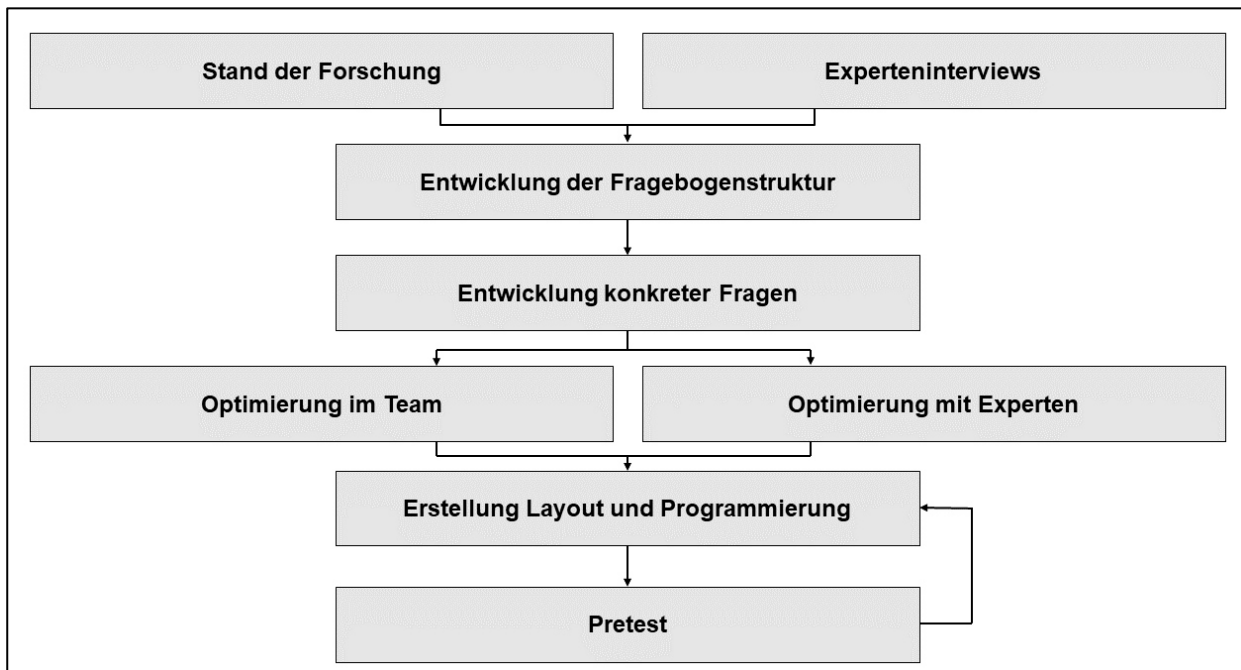 Stand der Forschung
Experteninterviews
Entwicklung der Fragebogenstruktur
Entwicklung konkreter Fragen
Optimierung im Team
Optimierung mit Experten
Erstellung Layout und Programmierung
Pretest